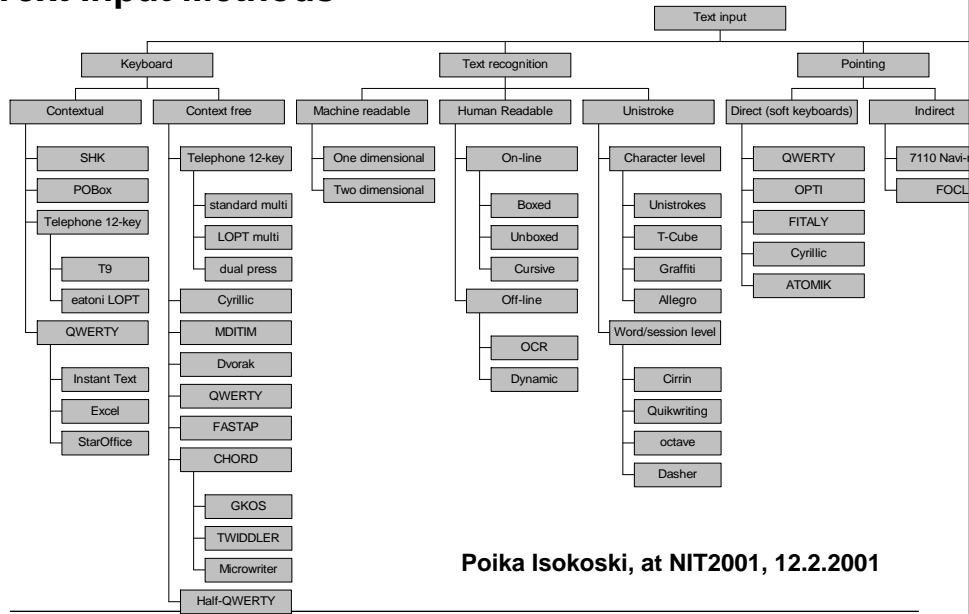 Text input
Keyboard
Text recognition
Pointing
Contextual
Context free
Machine readable
Human Readable
Unistroke
Direct (soft keyboards)
Indirect
SHK
POBox
Telephone 12-key
T9
eatoni LOPT
QWERTY
Instant Text
Excel
StarOffice
Telephone 12-key
standard multi
LOPT multi
dual press
Cyrillic
MDITIM
Dvorak
QWERTY
FASTAP
CHORD
GKOS
TWIDDLER
Microwriter
Half-QWERTY
One dimensional
Two dimensional
On-line
Boxed
Unboxed
Cursive
Off-line
OCR
Dynamic
Character level
Unistrokes
T-Cube
Graffiti
Allegro
Word/session level
Cirrin
Quikwriting
octave
Dasher
QWERTY
OPTI
FITALY
Cyrillic
ATOMIK
7110 Navi-
FOCL
Poika Isokoski, at NIT2001, 12.2.2001